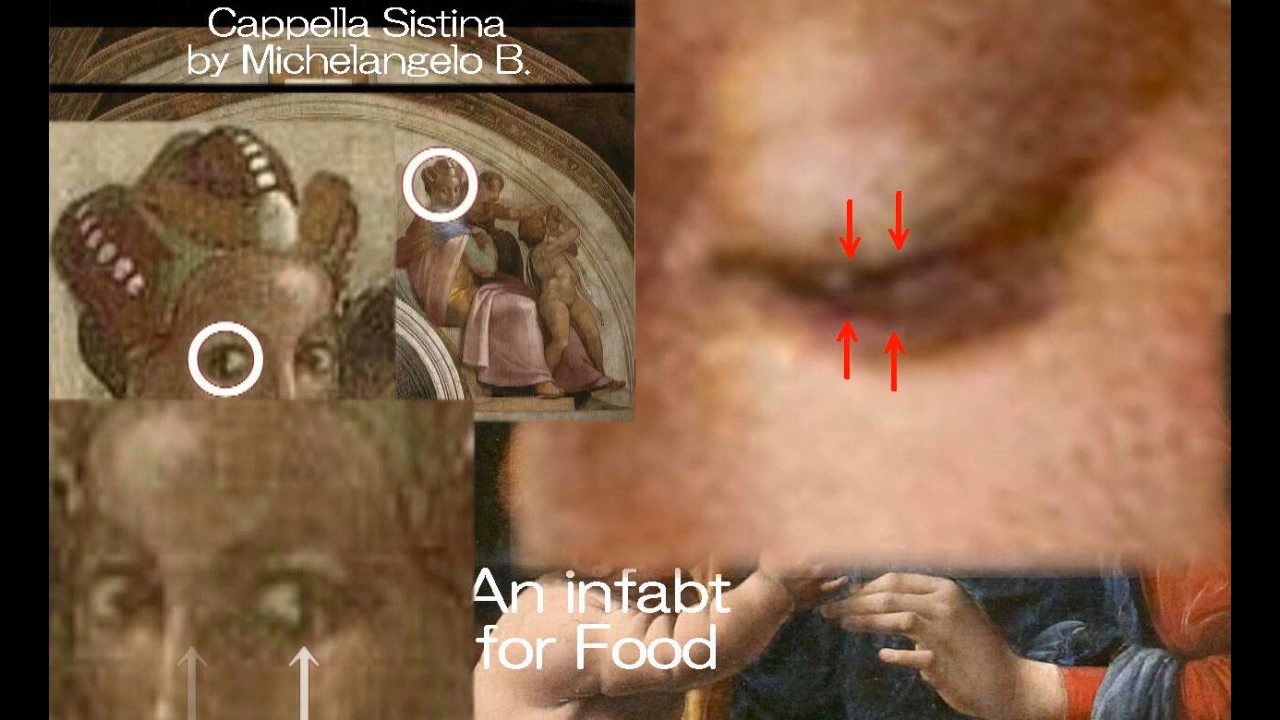 Cappella Sistina
by Michelangelo B.
An infabt
for Food